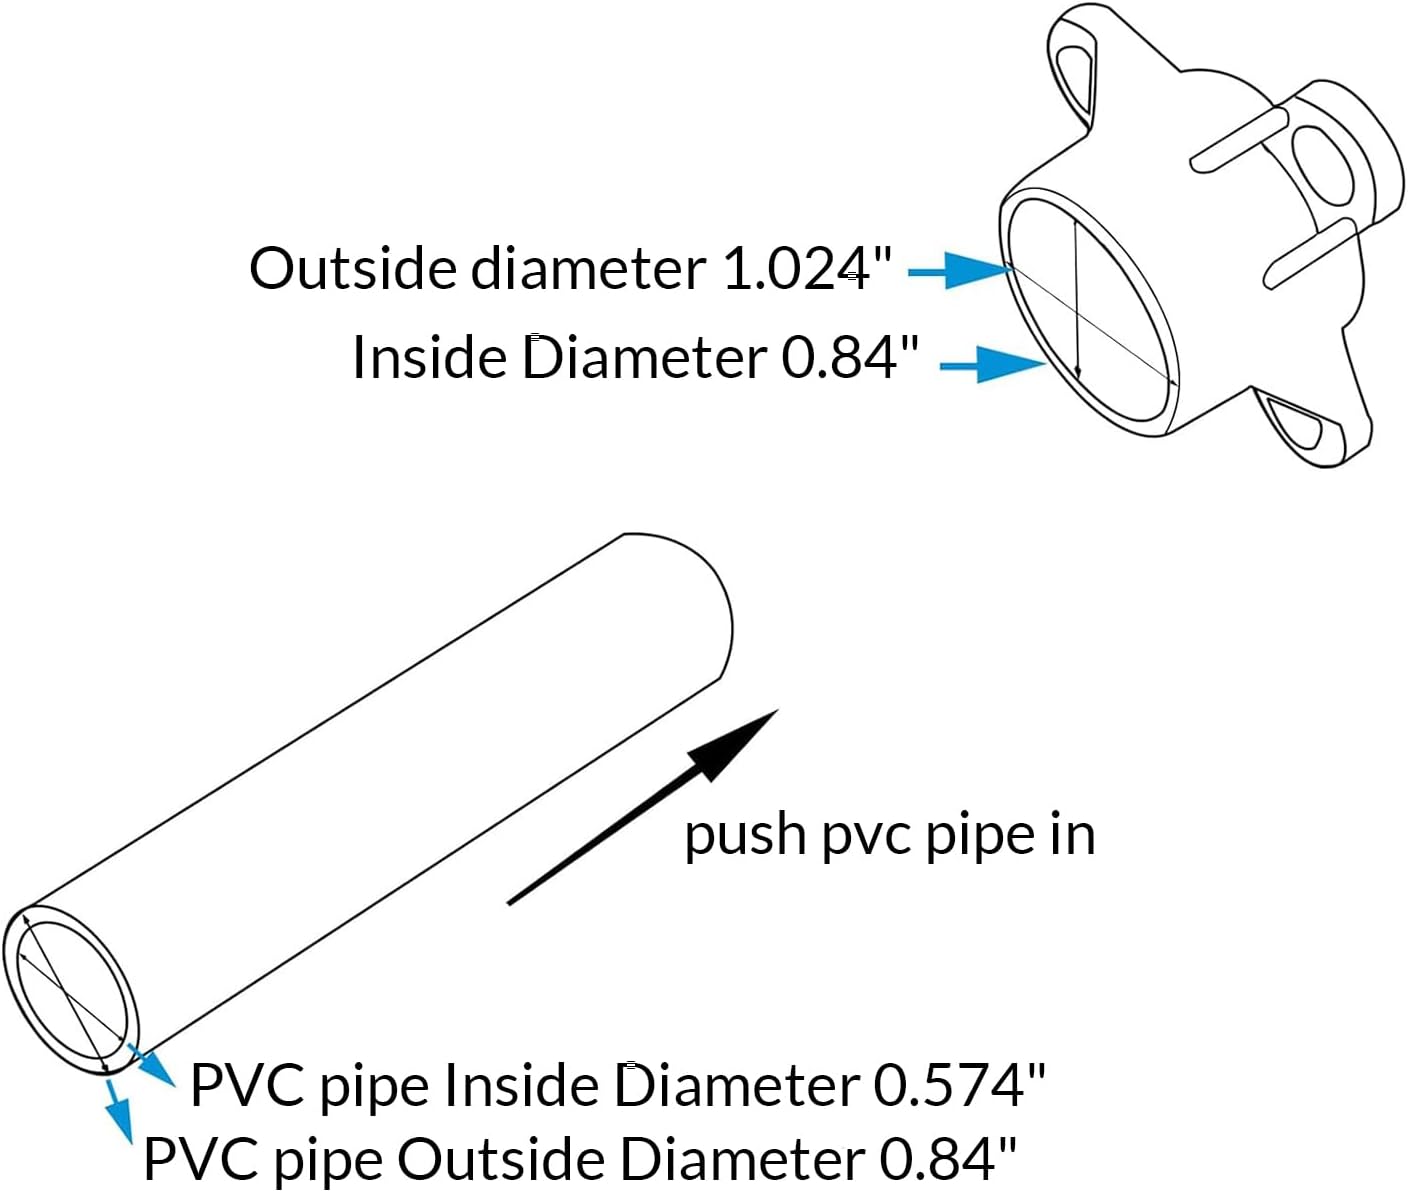 Outside diameter 1.024"
Inside Diameter 0.84"
push pvc pipe in
PVC pipe Inside Diameter 0.574"
PVC pipe Outside Diameter 0.84"